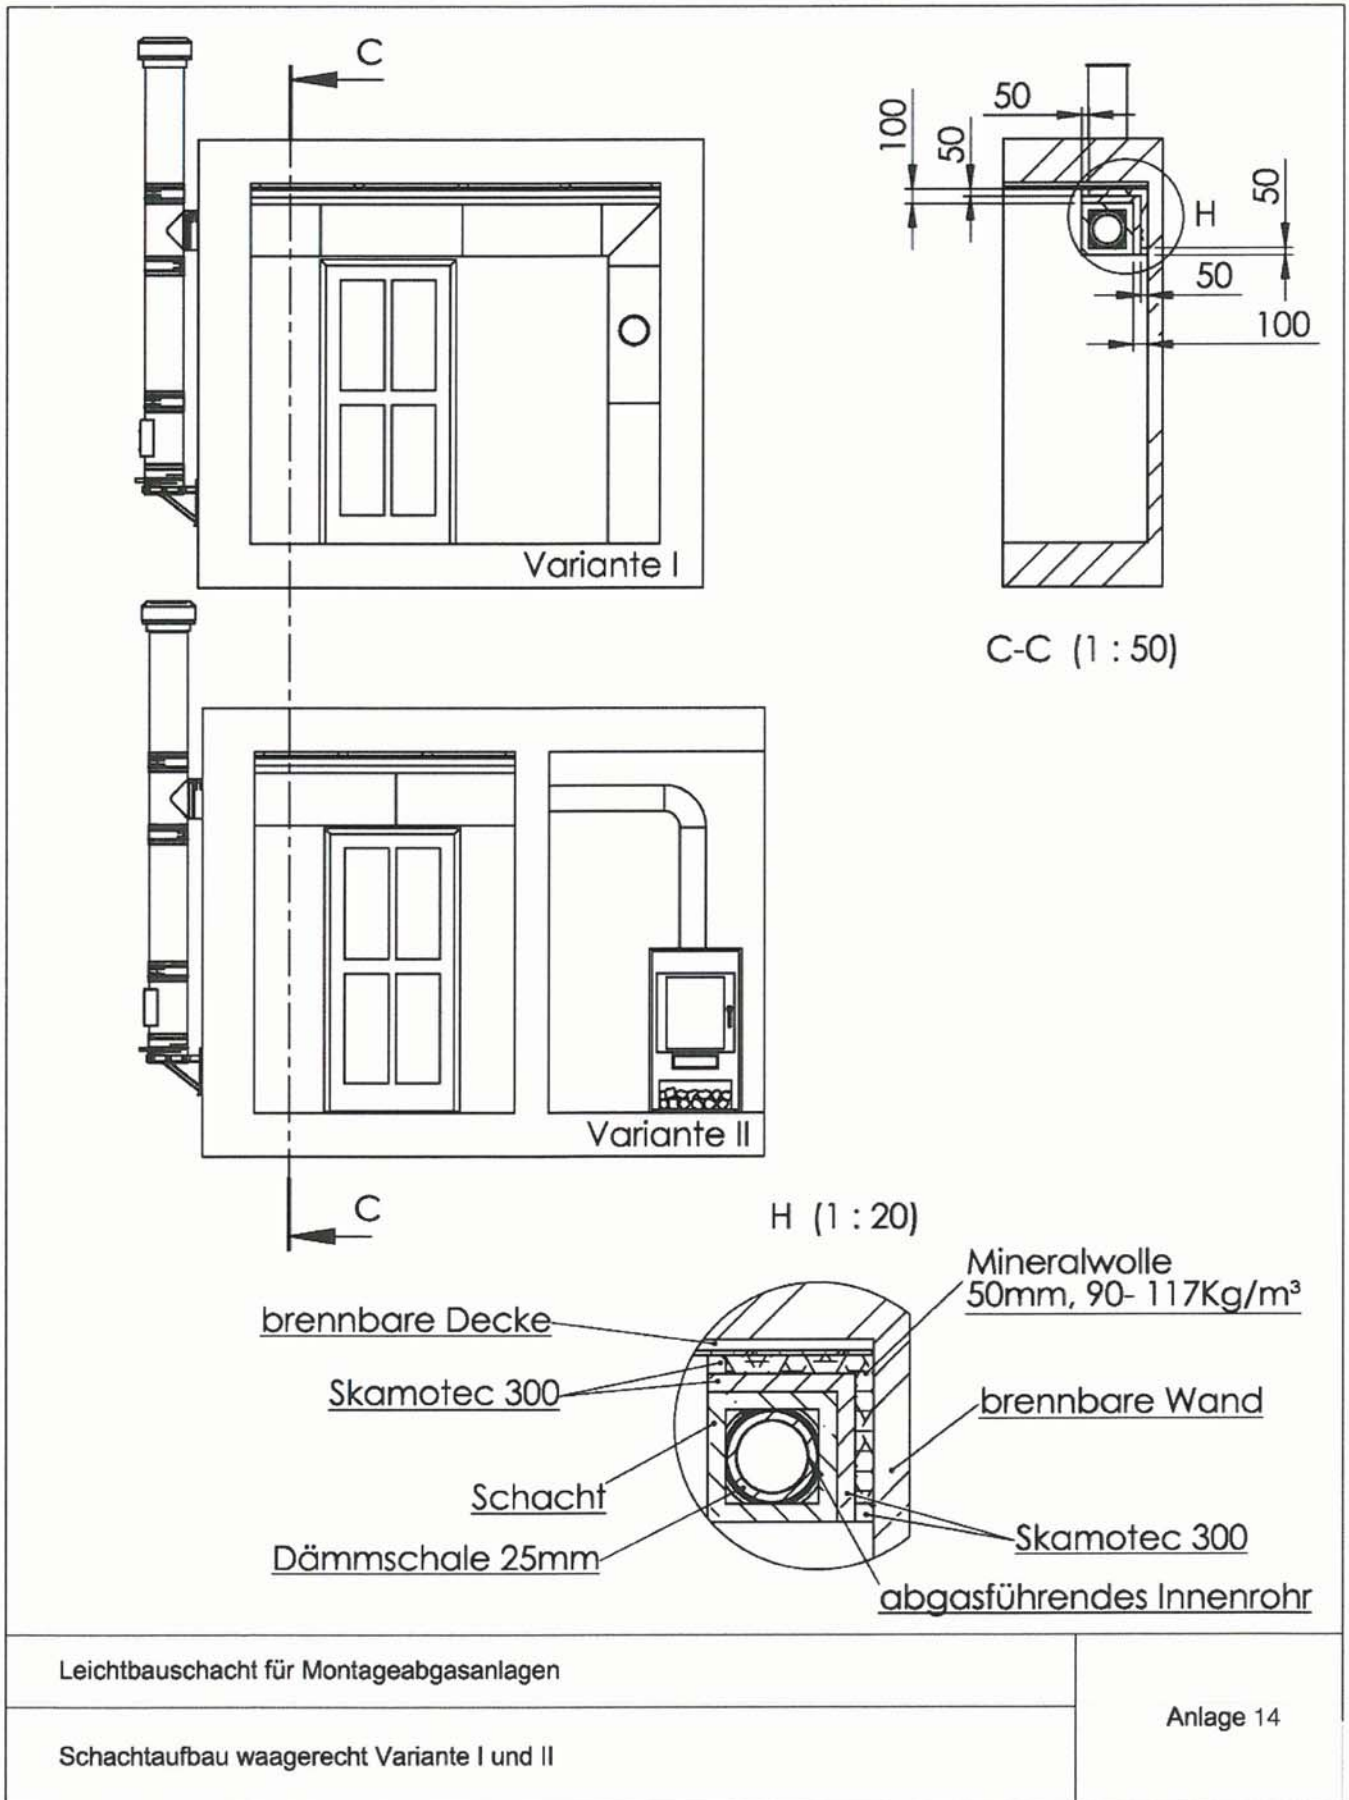 C
100
50
50
H
50
50
100
Variante I
C-C (1 : 50)
Variante II
C
H (1 : 20)
Mineralwolle
50mm, 90- 117Kg/m³
brennbare Decke
Skamotec 300
brennbare Wand
Schacht
Skamotec 300
Dämmschale 25mm
abgasführendes Innenrohr
Leichtbauschacht für Montageabgasanlagen
Anlage 14
Schachtaufbau waagerecht Variante I und II